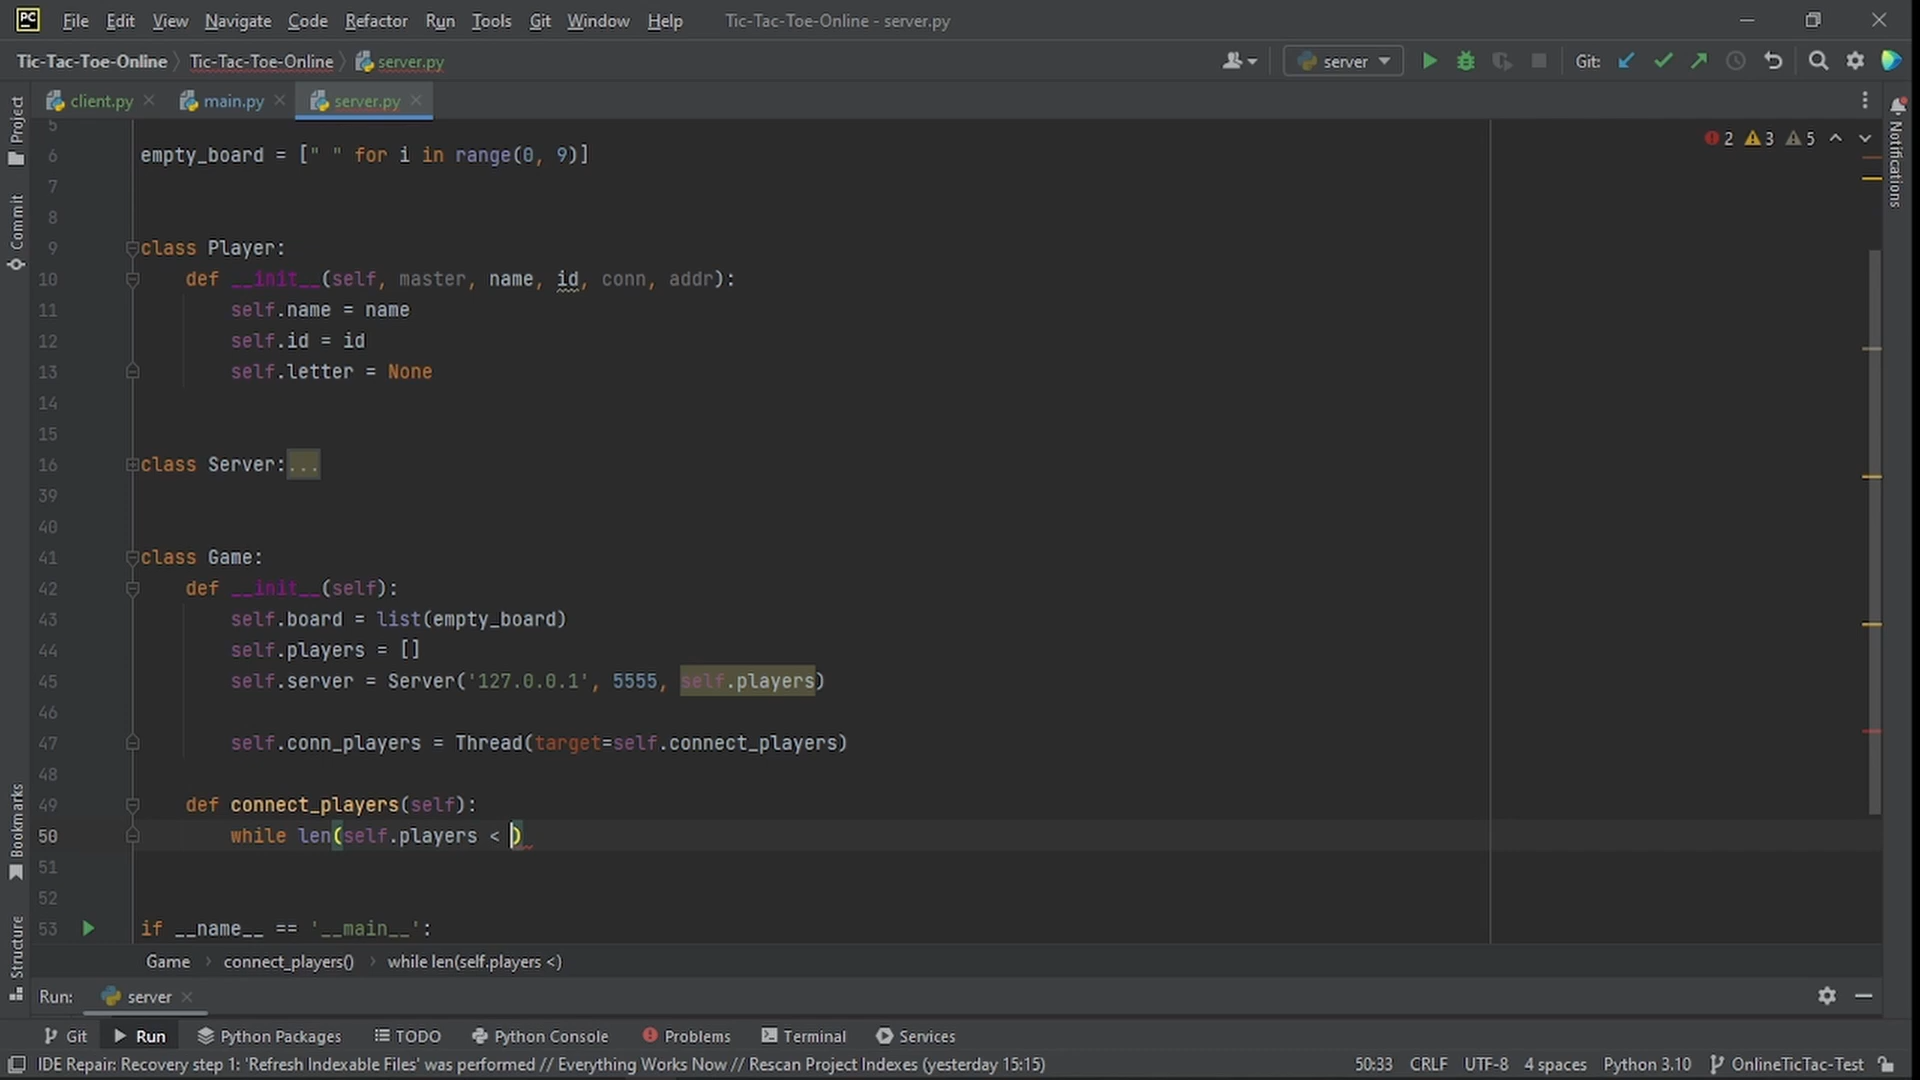 PC File Edit View Navigate Code Refactor Run Tools Git Window Help Tic-Tac-Toe-Online - server.py
Tic-Tac-Toe-Online Tic-Tac-Toe-Online server.py server Git:
client.py main.py server.py
Project
Commit
Bookmarks
Structure
Notifications
2 3 5
5
6 empty_board = [" " for i in range(0, 9)]
7
8
9 class Player:
10 def __init__(self, master, name, id, conn, addr):
11 self.name = name
12 self.id = id
13 self.letter = None
14
15
16 class Server:...
39
40
41 class Game:
42 def __init__(self):
43 self.board = list(empty_board)
44 self.players = []
45 self.server = Server('127.0.0.1', 5555, self.players)
46
47 self.conn_players = Thread(target=self.connect_players)
48
49 def connect_players(self):
50 while len(self.players < )
51
52
53 if __name__ == '__main__':
Game connect_players() while len(self.players <)
Run: server
Git Run Python Packages TODO Python Console Problems Terminal Services
IDE Repair: Recovery step 1: 'Refresh Indexable Files' was performed // Everything Works Now // Rescan Project Indexes (yesterday 15:15) 50:33 CRLF UTF-8 4 spaces Python 3.10 OnlineTicTac-Test